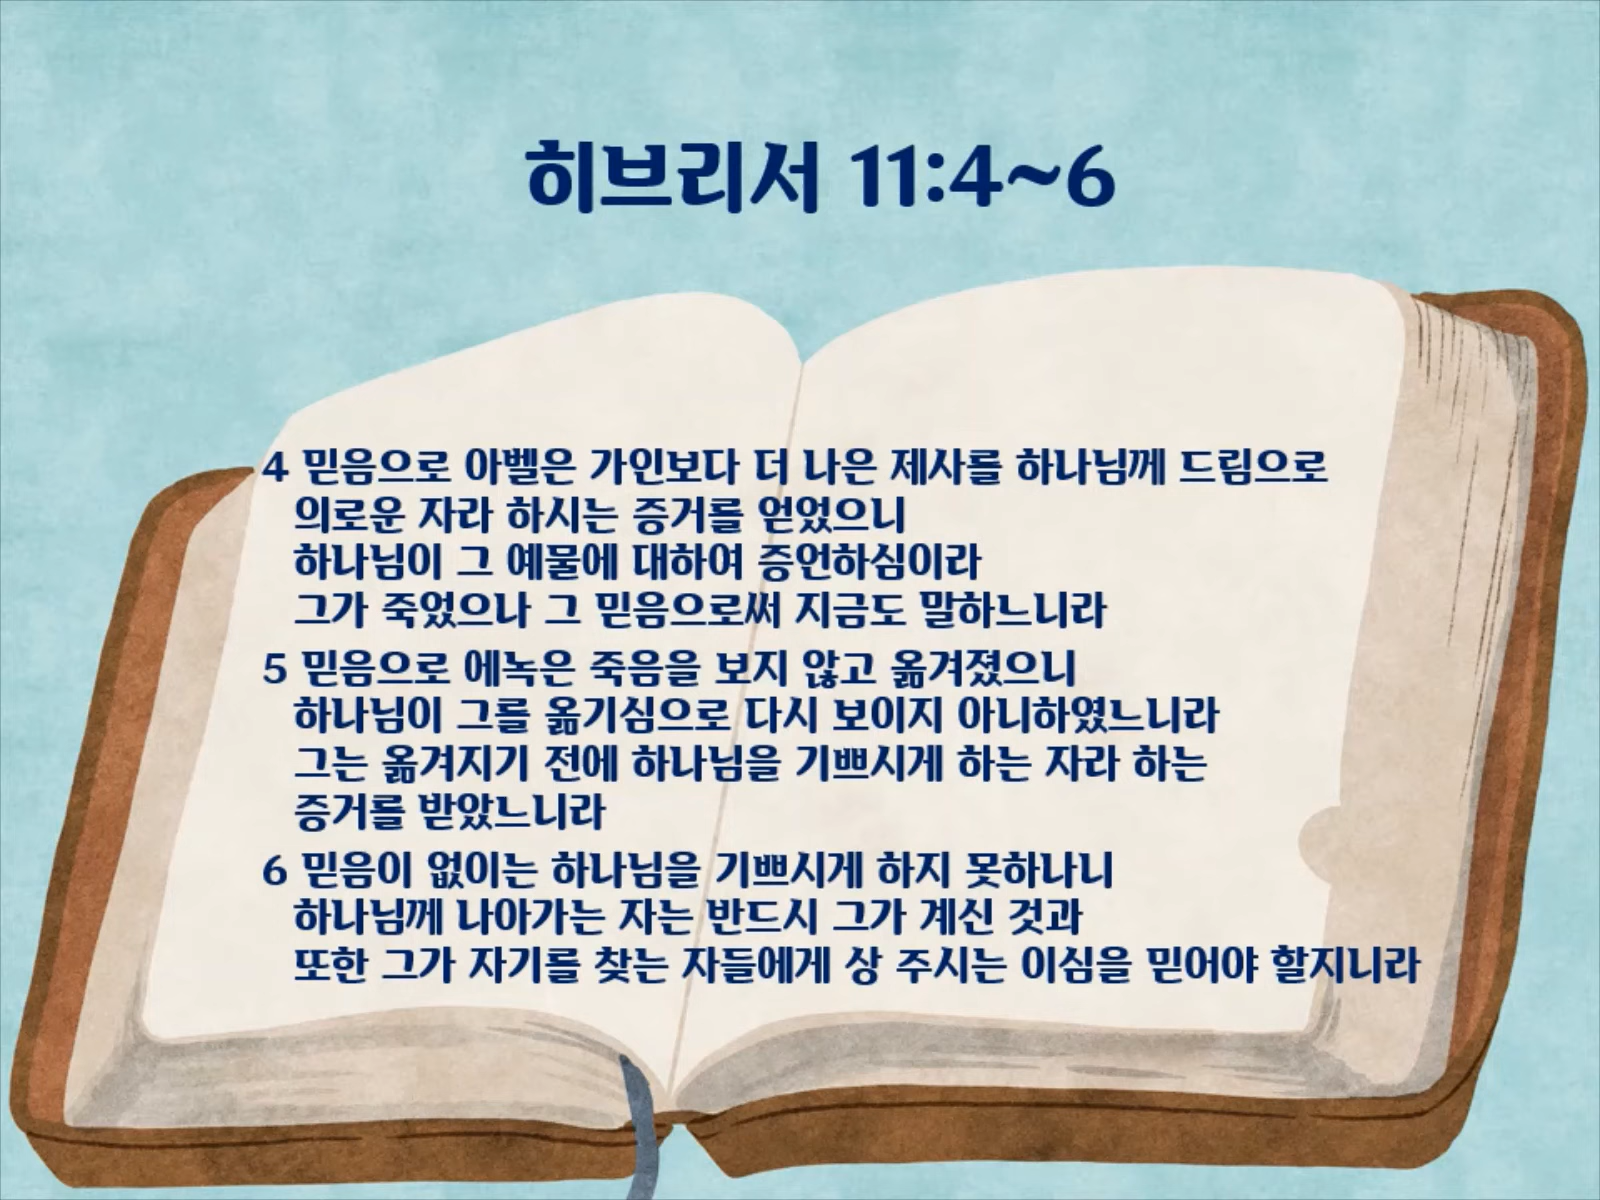 히브리서 11:4~6
4 믿음으로 아벨은 가인보다 더 나은 제사를 하나님께 드림으로
의로운 자라 하시는 증거를 얻었으니
하나님이 그 예물에 대하여 증언하심이라
그가 죽었으나 그 믿음으로써 지금도 말하느니라
5 믿음으로 에녹은 죽음을 보지 않고 옮겨졌으니
하나님이 그를 옮기심으로 다시 보이지 아니하였느니라
그는 옮겨지기 전에 하나님을 기쁘시게 하는 자라 하는
증거를 받았느니라
6 믿음이 없이는 하나님을 기쁘시게 하지 못하나니
하나님께 나아가는 자는 반드시 그가 계신 것과
또한 그가 자기를 찾는 자들에게 상 주시는 이심을 믿어야 할지니라